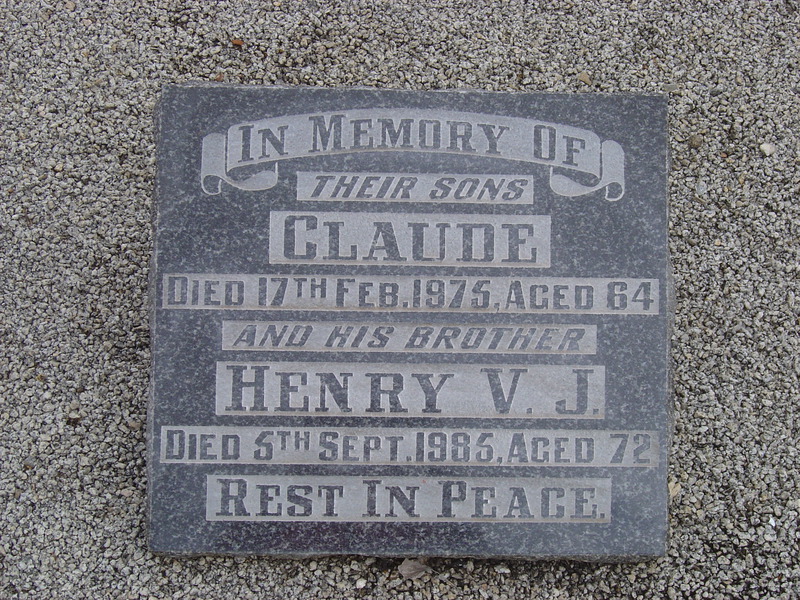 IN MEMORY OF
THEIR SONS
CLAUDE
DIED 17TH FEB. 1975, AGED 64
AND HIS BROTHER
HENRY V. J.
DIED 5TH SEPT. 1985, AGED 72
REST IN PEACE.